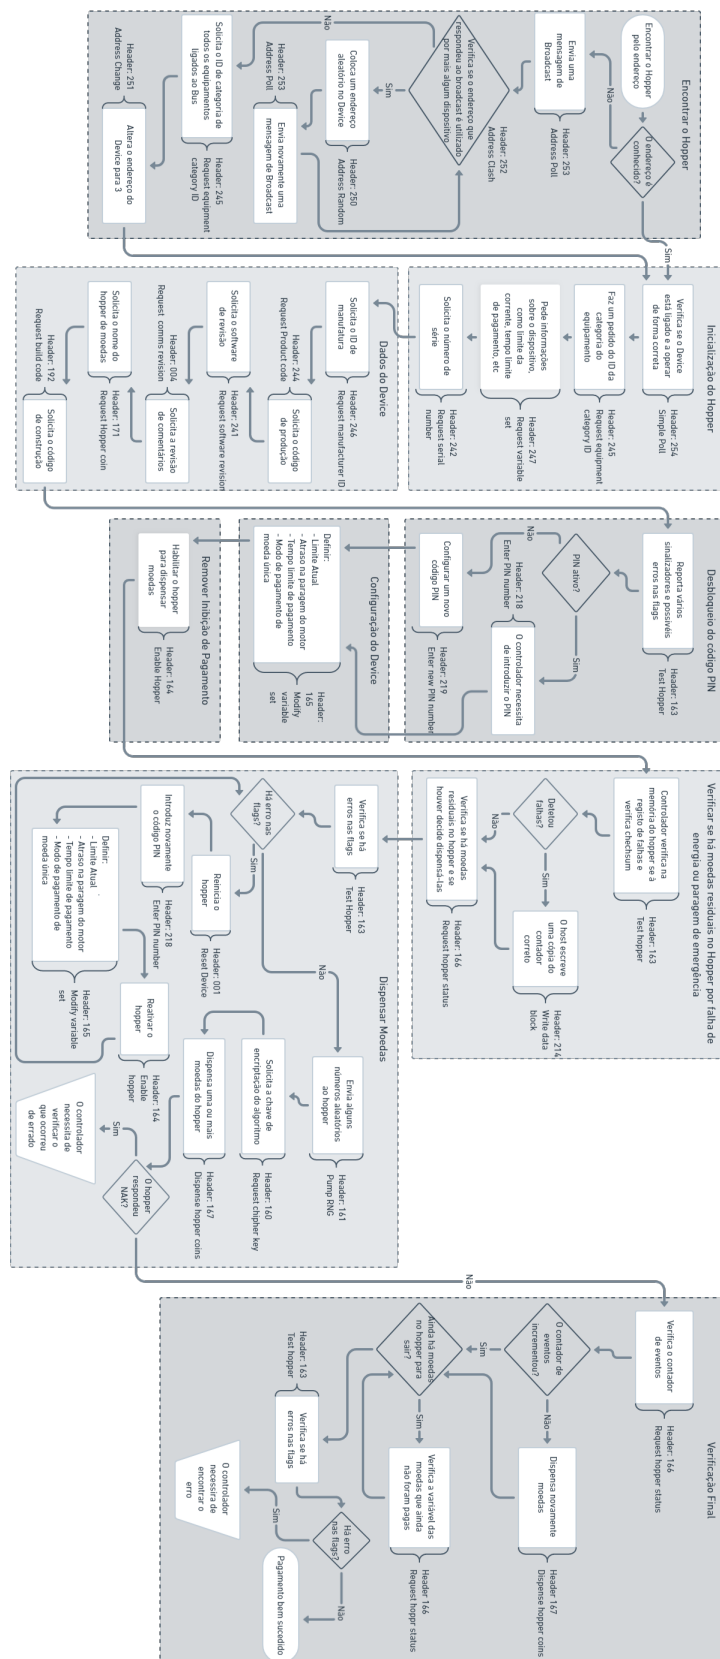 Encontrar o Hopper
Encontrar o Hopper
pelo endereço
O endereço é
conhecido?
Não
Sim
Envia uma
mensagem de
Broadcast
Header: 253
Address Poll
Verifica se o endereço que
respondeu ao broadcast é utilizado
por mais algum dispositivo
Header: 252
Address Clash
Não
Sim
Coloca um endereço
aleatório no Device
Header: 250
Address Random
Header: 253
Address Poll
Envia novamente uma
mensagem de Broadcast
Solicita o ID de categoria de
todos os equipamentos
ligados ao Bus
Header: 245
Request equipment
category ID
Header: 251
Address Change
Altera o endereço do
Device para 3
Inicialização do Hopper
Verifica se o Device
está ligado e a operar
de forma correta
Header: 254
Simple Poll
Faz um pedido do ID da
categoria do
equipamento
Header: 245
Request equipment
category ID
Pede informações
sobre o dispositivo,
como limite da
corrente, tempo limite
de pagamento, etc
Header: 247
Request variable
set
Solicita o número de
série
Header: 242
Request serial
number
Dados do Device
Solicita o ID de
manufatura
Header: 246
Request manufacturer ID
Header: 244
Request Product code
Solicita o código
de produção
Solicita o software
de revisão
Header: 241
Request software revision
Header: 004
Request comms revision
Solicita a revisão
de comentários
Solicita o nome do
hopper de moedas
Header: 171
Request Hopper coin
Header: 192
Request build code
Solicita o código
de construção
Desbloqueio do código PIN
Reporta vários
sinalizadores e possivéis
erros nas flags
Header: 163
Test Hopper
PIN ativo?
Não
Sim
Header: 218
Enter PIN number
O controlador necessita
de introduzir o PIN
Configurar um novo
código PIN
Header: 219
Enter new PIN number
Configuração do Device
Definir:
- Limite Atual
- Atraso na paragem do motor
- Tempo limite de pagamento
- Modo de pagamento de
moeda única
Header:
165
Modify
variable
set
Remover Inibição de Pagamento
Habilitar o hopper
para dispensar
moedas
Header: 164
Enable Hopper
Verificar se há moedas residuais no Hopper por falha de
energia ou paragem de emergência
Controlador verifica na
memória do hopper se à
registo de falhas e
verifica chechsum
Header: 163
Test hopper
Detetou
falhas?
Não
Sim
O host escreve
uma cópia do
contador
correto
Header: 214
Write data
block
Verifica se há moedas
residuais no hopper e se
houver decide dispensá-las
Header: 166
Request hopper status
Dispensar Moedas
Verifica se há
erros nas flags
Header: 163
Test Hopper
Há erro nas
flags?
Sim
Não
Reinicia o
hopper
Header: 001
Reset Device
Introduz novamente
o código PIN
Header: 218
Enter PIN number
Definir:
- Limite Atual
- Atraso na paragem do motor
- Tempo limite de pagamento
- Modo de pagamento de
moeda única
Header: 165
Modify variable
set
Reativar o
hopper
Header: 164
Enable
hopper
Envia alguns
números aleatórios
ao hopper
Header: 161
Pump RNG
Solicita a chave de
encriptação do algoritmo
Header: 160
Request chipher key
Dispensa uma ou mais
moedas do hopper
Header: 167
Dispense hopper coins
O hopper
respondeu
NAK?
Sim
O controlador
necessita de
verificar o
que ocorreu
de errado
Não
Verificação Final
Verifica o contador
de eventos
Header: 166
Request hopper status
O contador de
eventos
incrementou?
Não
Sim
Dispensa novamente
moedas
Header 167
Dispense hopper coins
Ainda há moedas
no hopper para
sair?
Sim
Verifica a variável das
moedas que ainda
não foram pagas
Header 166
Request hoppr status
Header: 163
Test hopper
Verifica se há
erros nas flags
Há erro
nas flags?
Sim
Não
O controlador
necessira de
encontrar o
erro
Pagamento bem sucedido